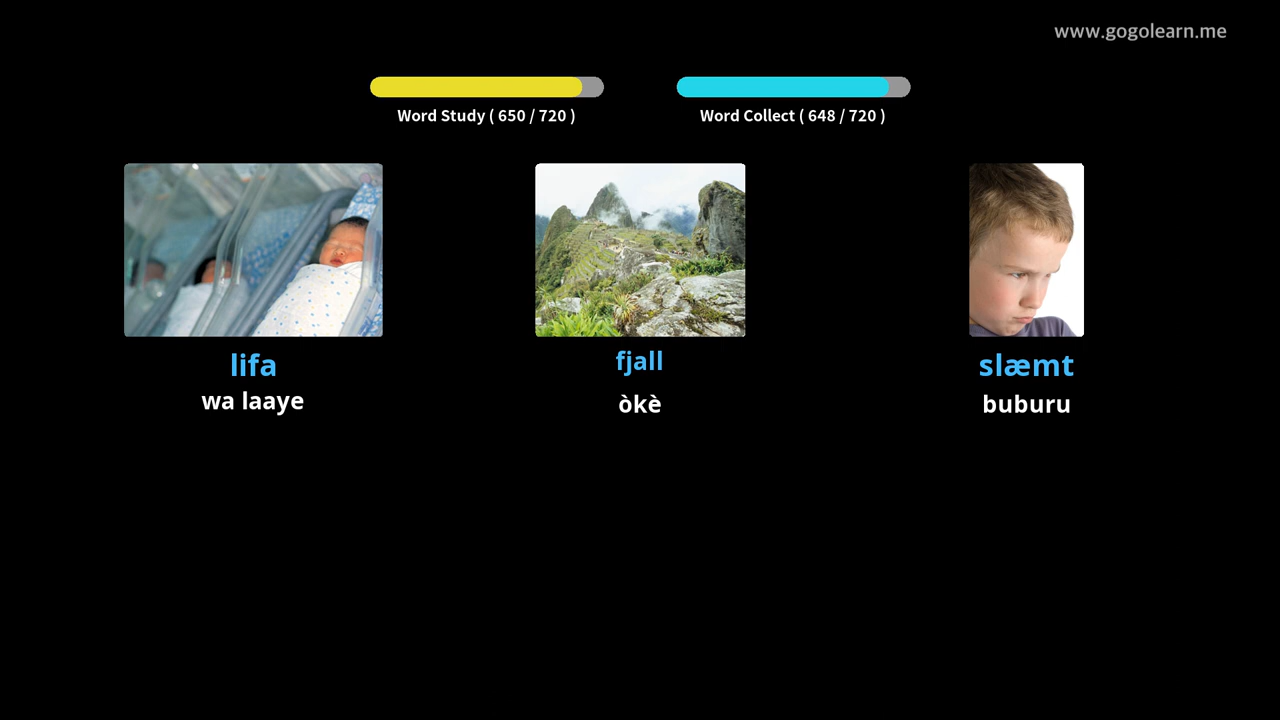 www.gogolearn.me
Word Study ( 650 / 720 )
Word Collect ( 648 / 720 )
lifa
wa laaye
fjall
òkè
slæmt
buburu